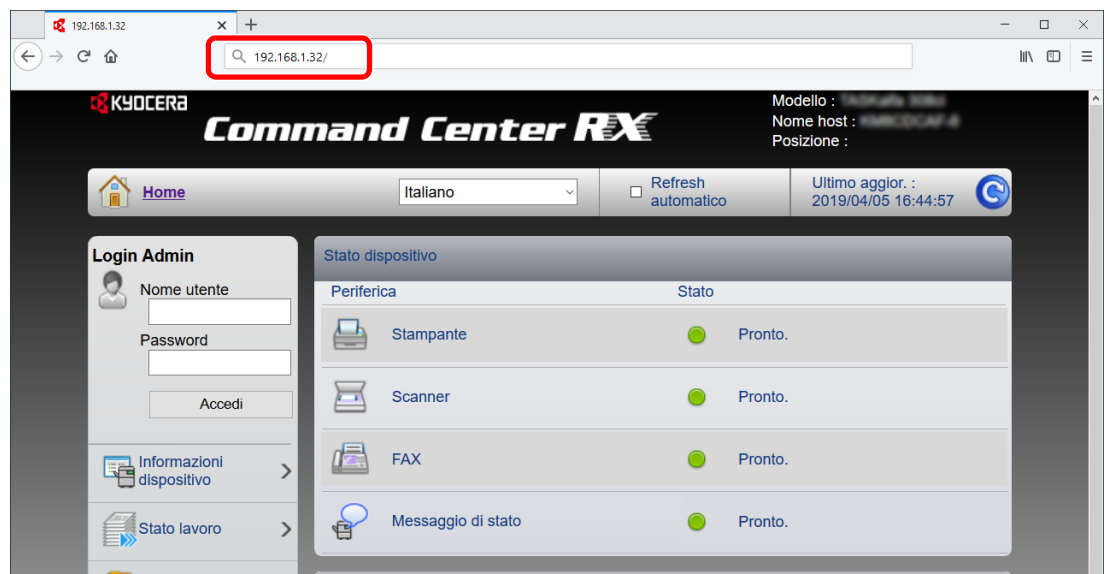 192.168.1.32
192.168.1.32/
KYOCERA
Command Center RX
Modello :
Nome host :
Posizione :
Home
Italiano
Refresh
automatico
Ultimo aggior. :
2019/04/05 16:44:57
Login Admin
Nome utente
Password
Accedi
Informazioni
dispositivo
Stato lavoro
Stato dispositivo
Periferica Stato
Stampante Pronto.
Scanner Pronto.
FAX Pronto.
Messaggio di stato Pronto.